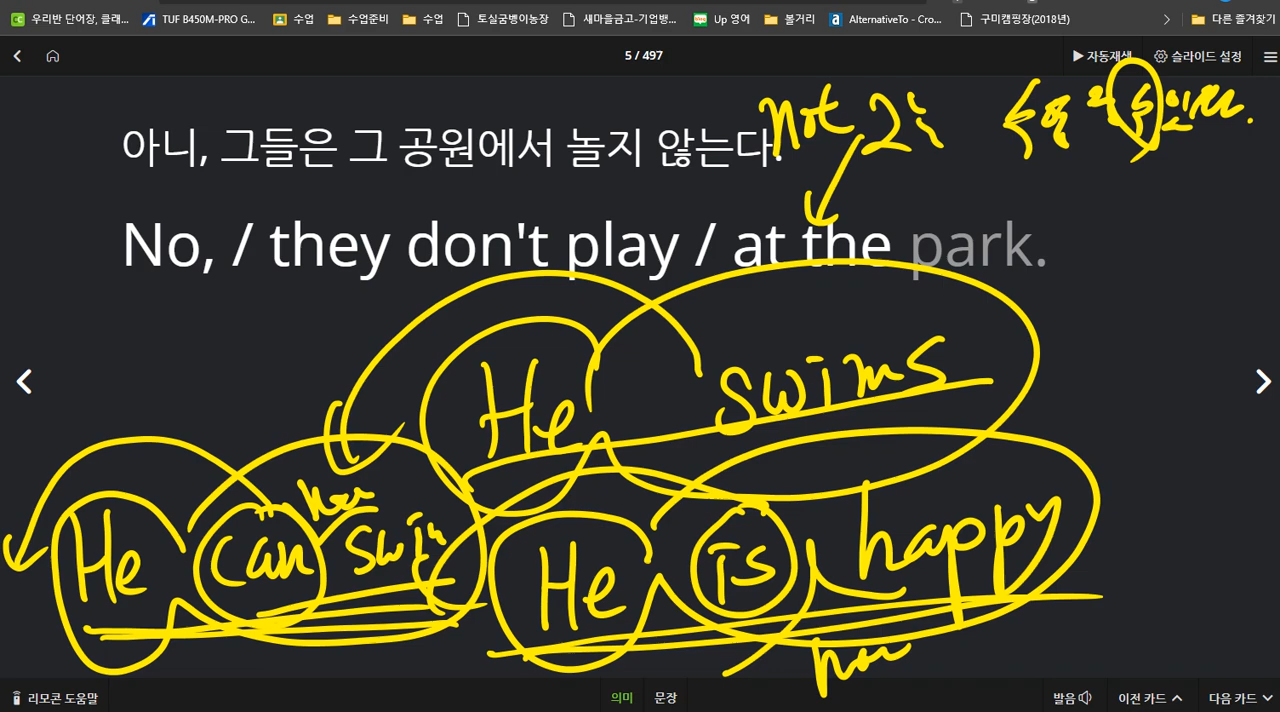 우리반 단어장, 클래... TUF B450M-PRO G... 수업 수업준비 수업 토실굼벵이농장 새마을금고-기업뱅... Up 영어 볼거리 AlternativeTo - Cro... 구미캠핑장(2018년) 다른 즐겨찾기
5 / 497 자동재생 슬라이드 설정
not
아니, 그들은 그 공원에서 놀지 않는다.
No, / they don't play / at the park.
He swims
He can swim
not
He is happy
not
리모콘 도움말 의미 문장 발음 이전 카드 다음 카드